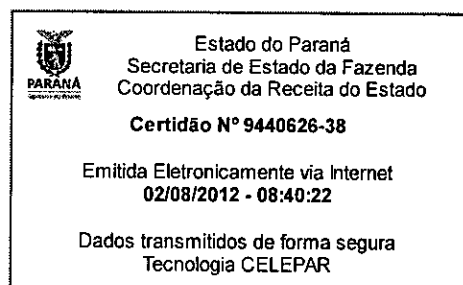 Estado do Paraná
Secretaria de Estado da Fazenda
PARANÁ
Coordenação da Receita do Estado
Certidão Nº 9440626-38
Emitida Eletronicamente via Internet
02/08/2012 - 08:40:22
Dados transmitidos de forma segura
Tecnologia CELEPAR